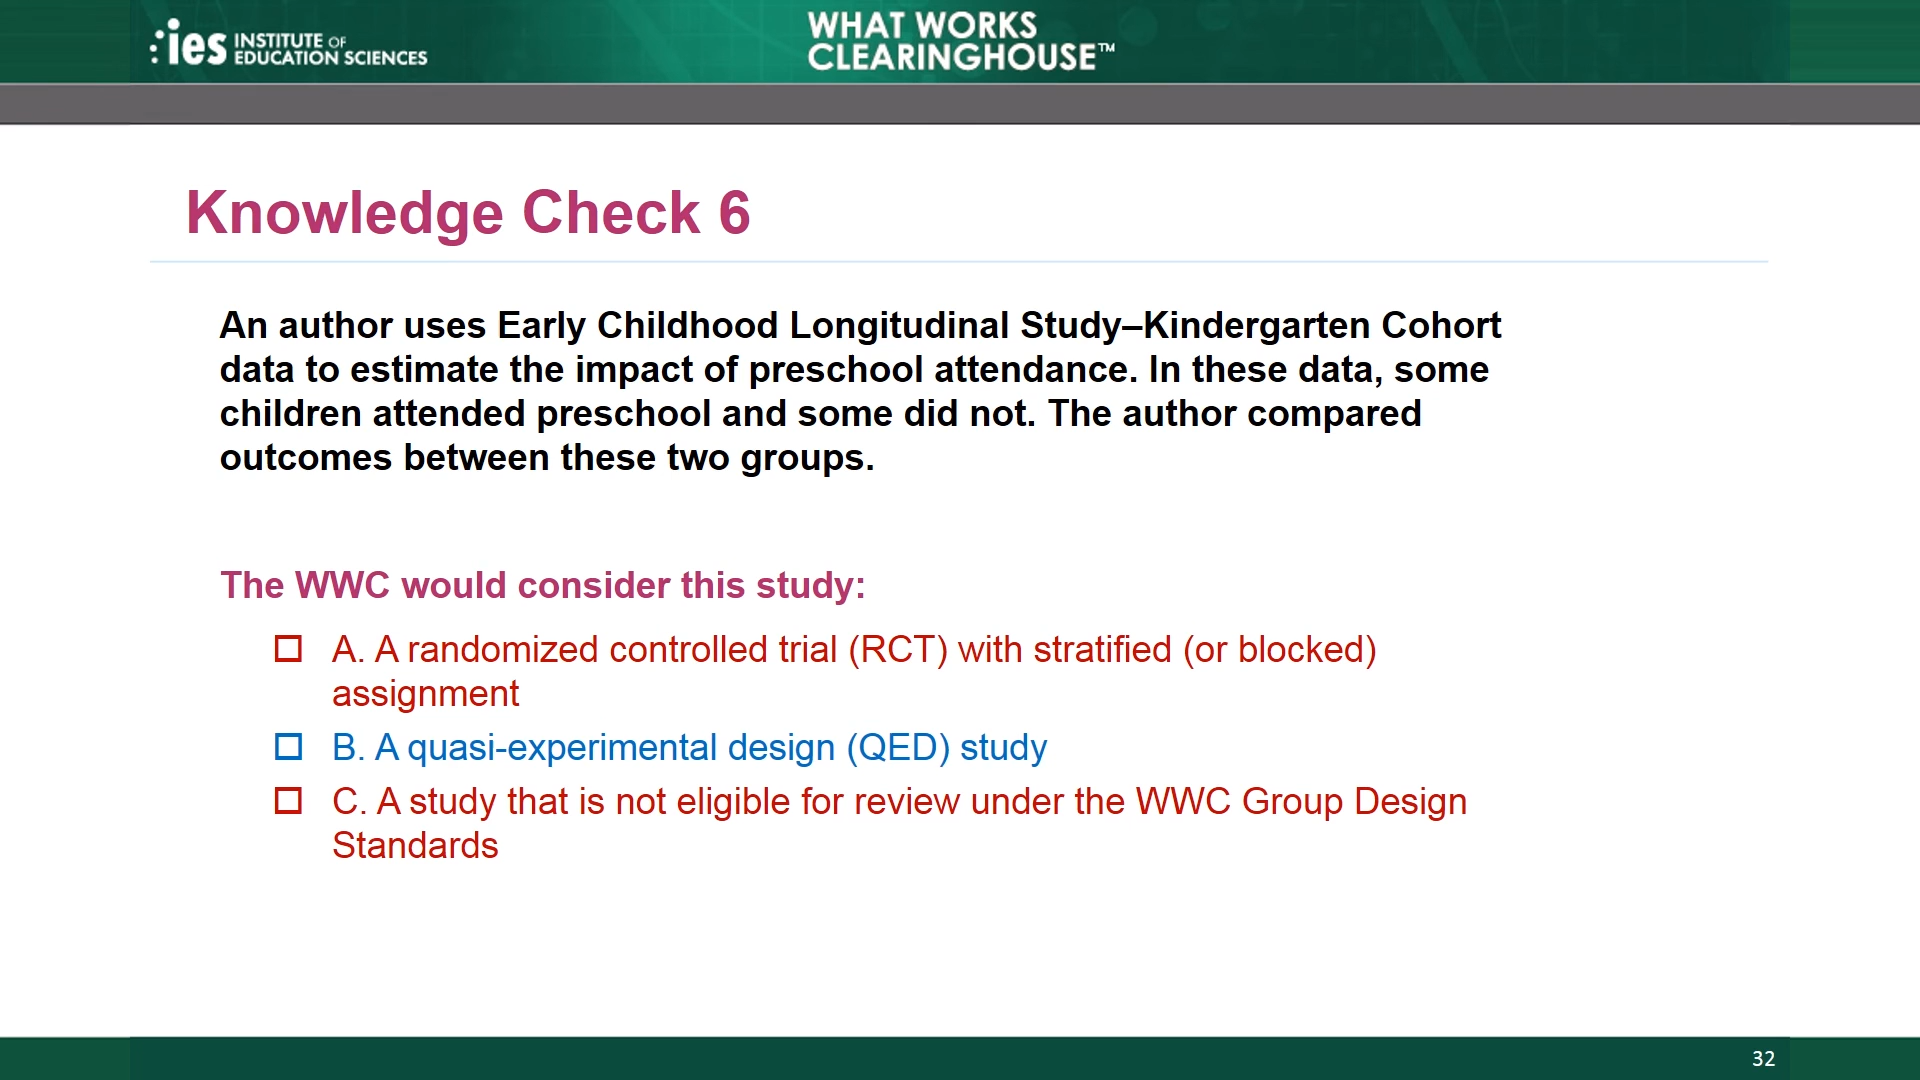 ies INSTITUTE OF
EDUCATION SCIENCES
WHAT WORKS
CLEARINGHOUSE™
Knowledge Check 6
An author uses Early Childhood Longitudinal Study–Kindergarten Cohort
data to estimate the impact of preschool attendance. In these data, some
children attended preschool and some did not. The author compared
outcomes between these two groups.
The WWC would consider this study:
A. A randomized controlled trial (RCT) with stratified (or blocked)
assignment
B. A quasi-experimental design (QED) study
C. A study that is not eligible for review under the WWC Group Design
Standards
32